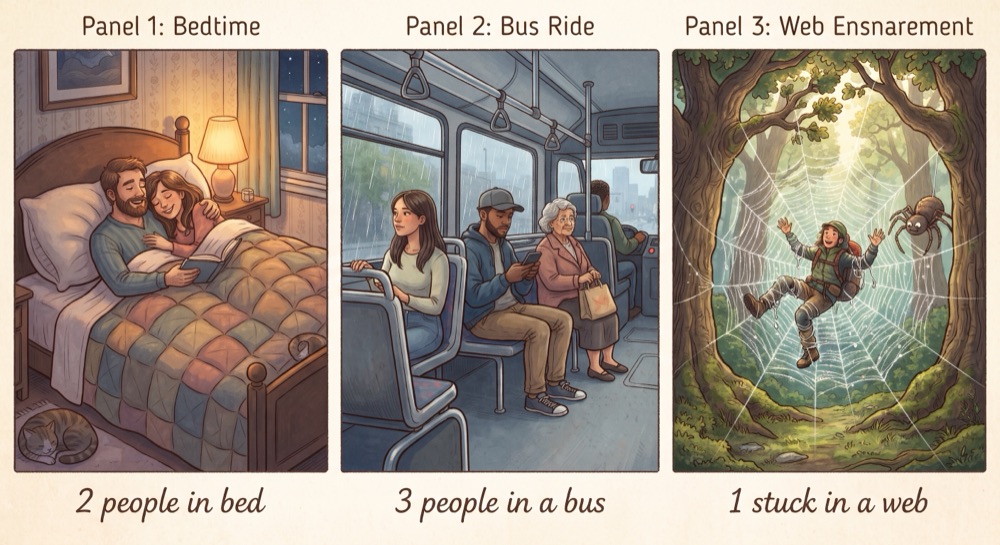 Panel 1: Bedtime
Panel 2: Bus Ride
Panel 3: Web Ensnarement
2 people in bed
3 people in a bus
1 stuck in a web